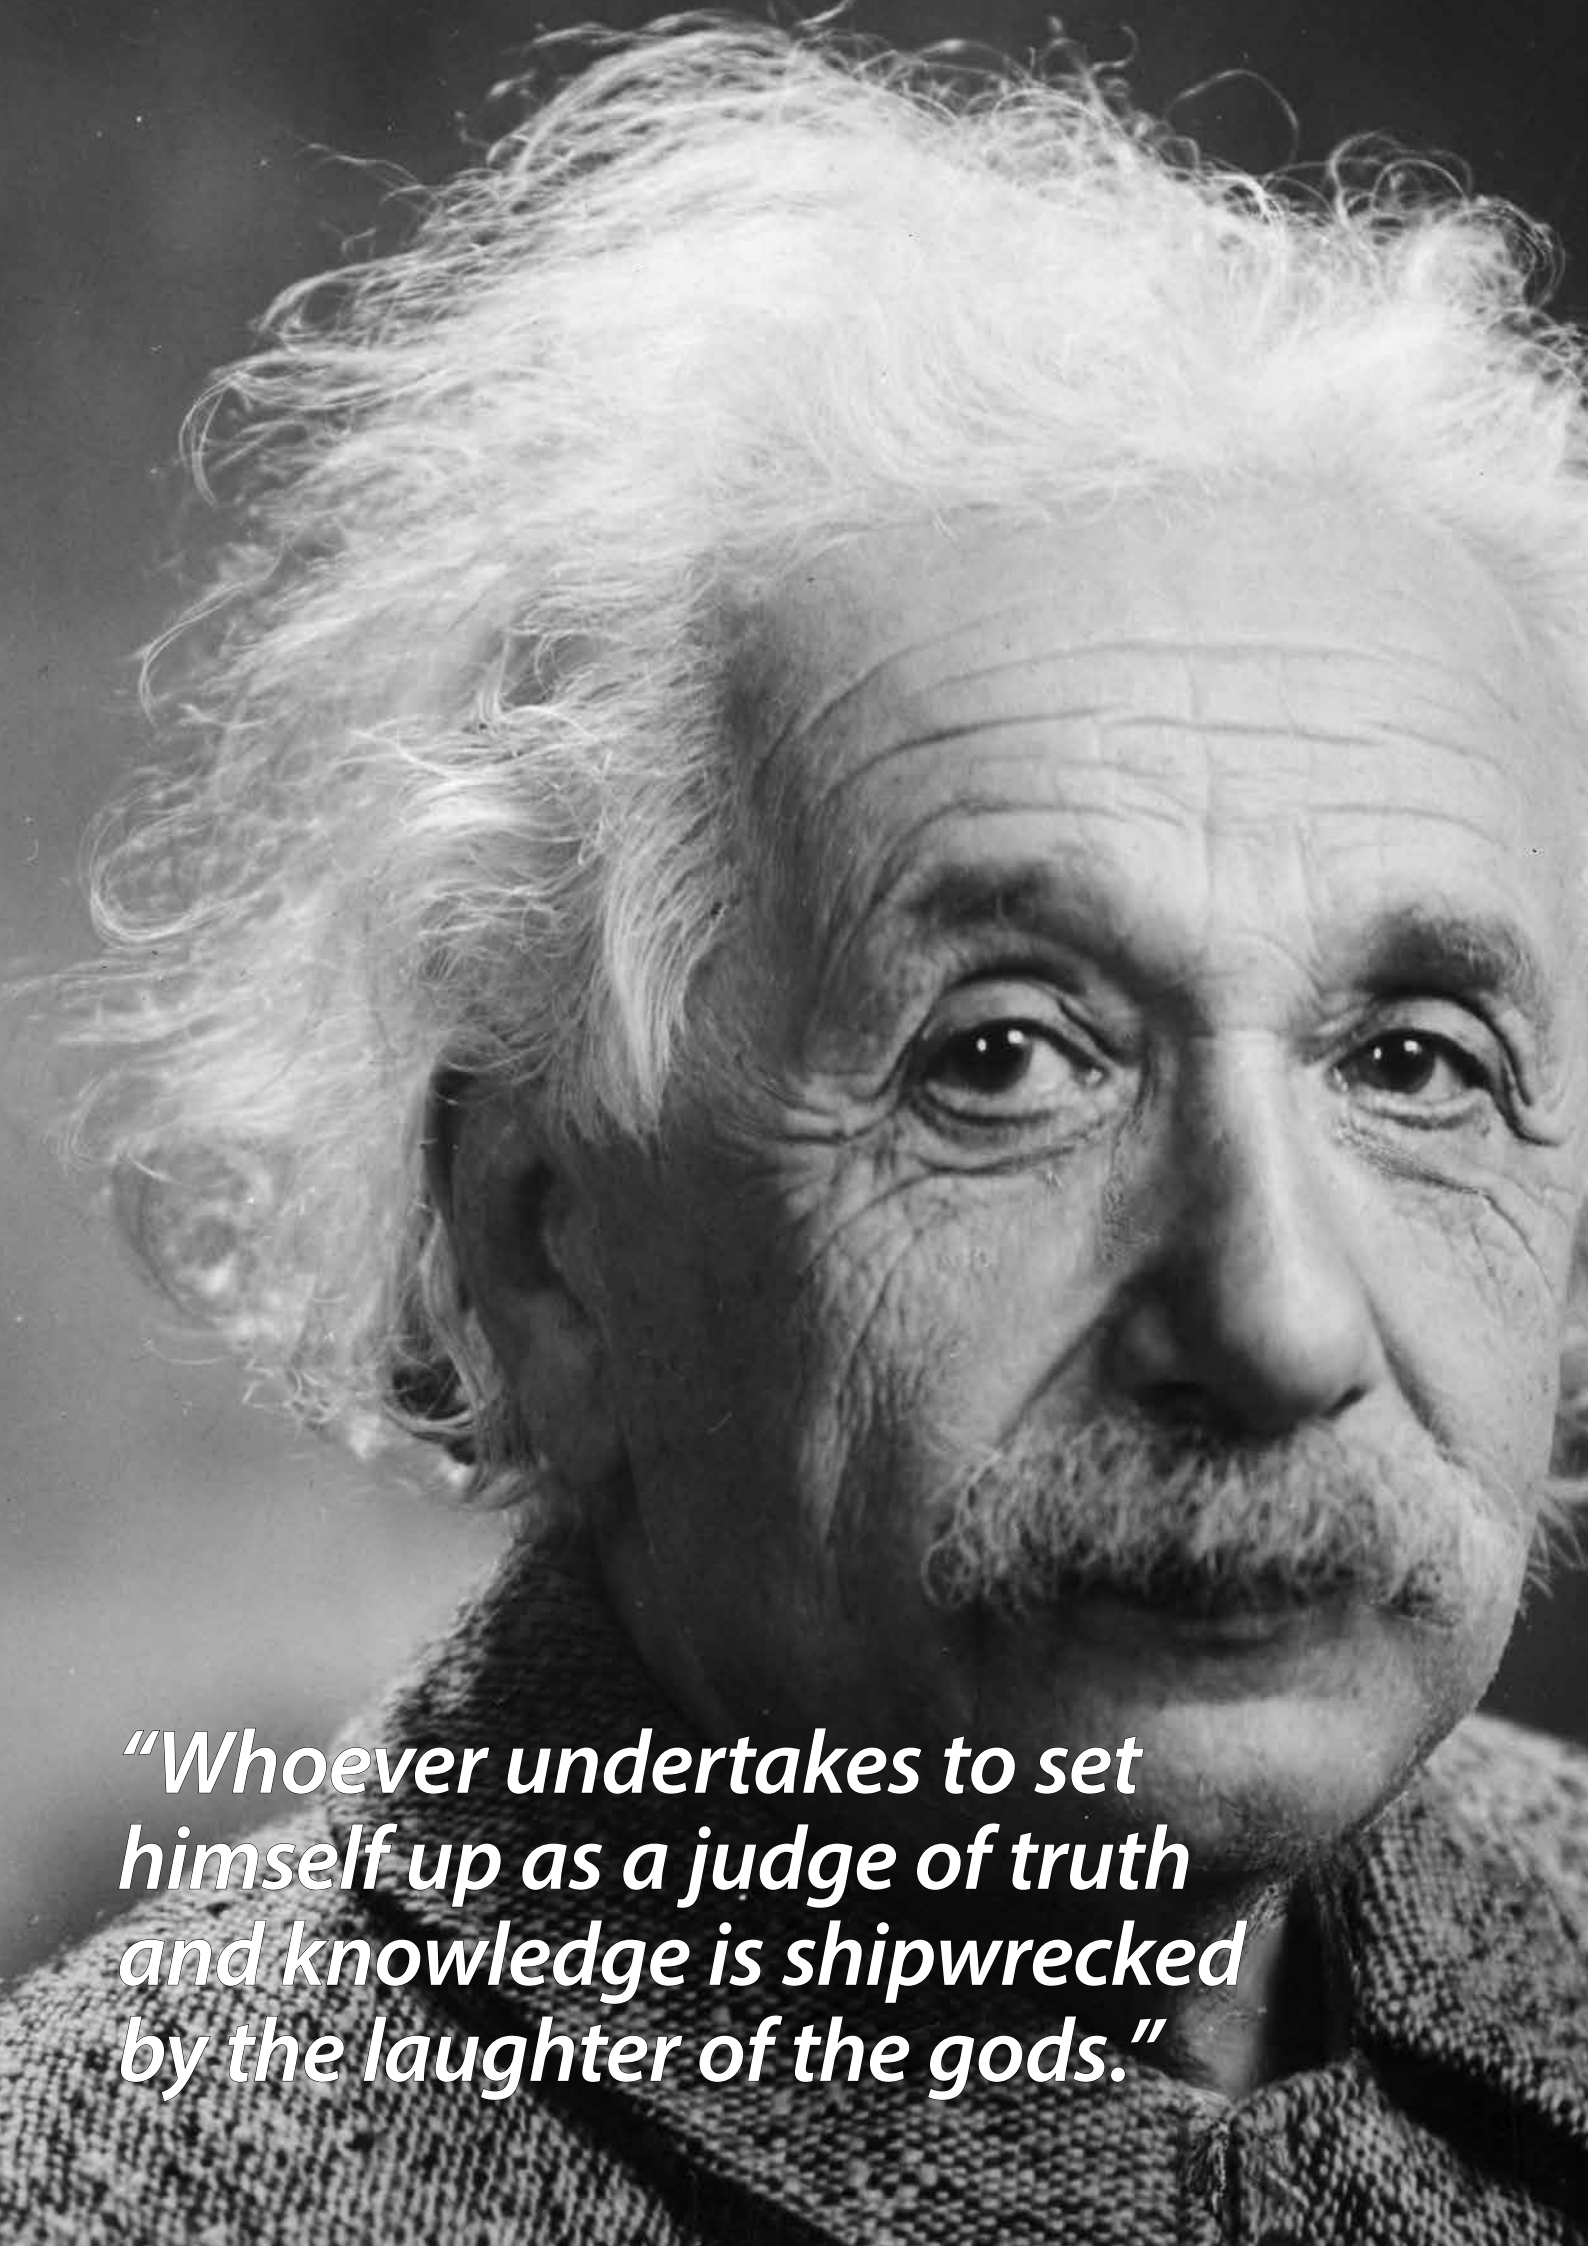 “Whoever undertakes to set
himself up as a judge of truth
and knowledge is shipwrecked
by the laughter of the gods.”